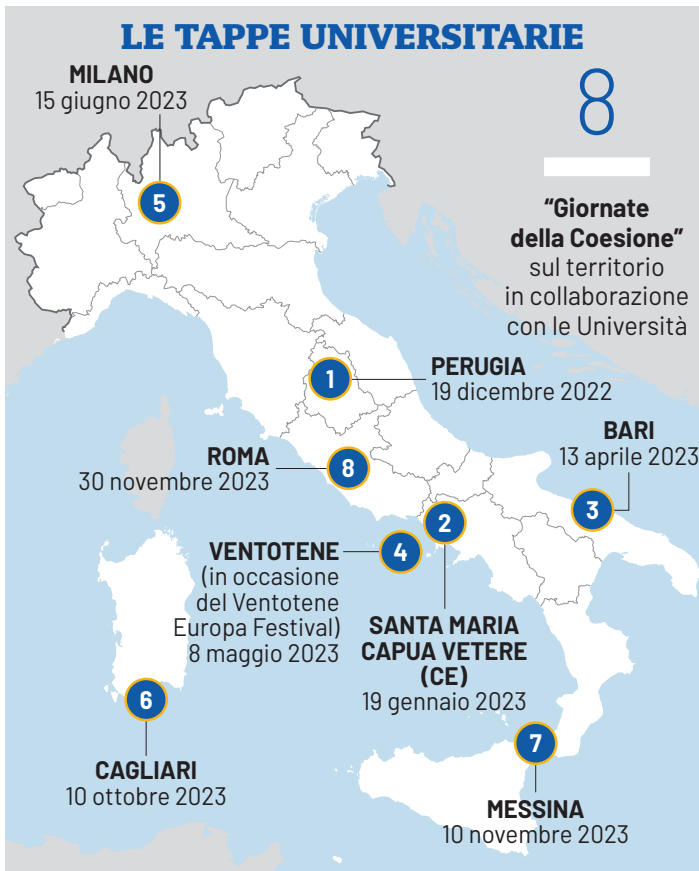 LE TAPPE UNIVERSITARIE
MILANO
15 giugno 2023
5
8
"Giornate
della Coesione"
sul territorio
in collaborazione
con le Università
1
PERUGIA
19 dicembre 2022
BARI
13 aprile 2023
3
ROMA
30 novembre 2023
8
2
VENTOTENE
(in occasione
del Ventotene
Europa Festival)
8 maggio 2023
4
SANTA MARIA
CAPUA VETERE
(CE)
19 gennaio 2023
6
CAGLIARI
10 ottobre 2023
7
MESSINA
10 novembre 2023